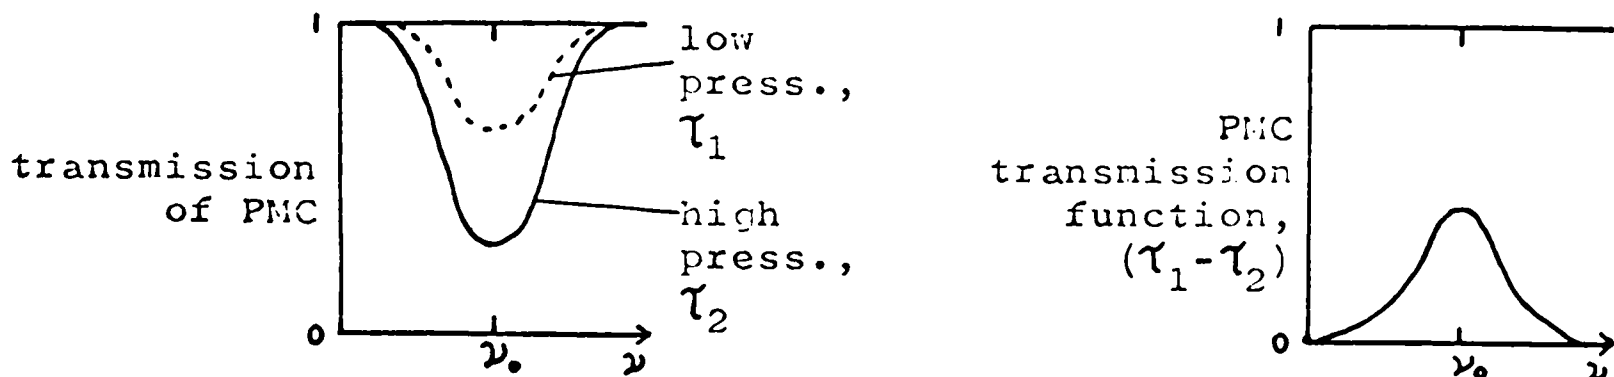 1
low
press.,
τ₁
transmission
of PMC
high
press.,
τ₂
0
ν₀
ν
1
PMC
transmission
function,
(τ₁-τ₂)
0
ν₀
ν